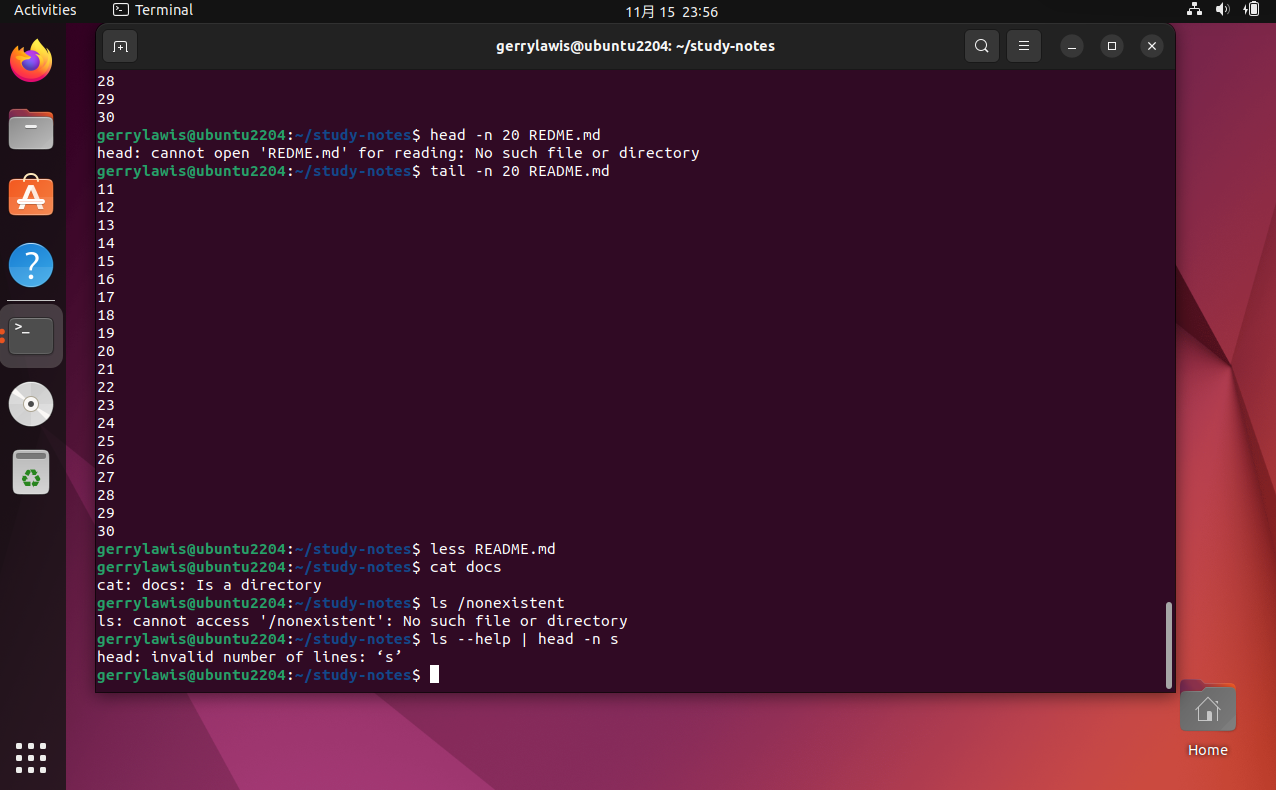 Activities Terminal 11月 15 23:56
gerrylawis@ubuntu2204: ~/study-notes
28
29
30
gerrylawis@ubuntu2204:~/study-notes$ head -n 20 REDME.md
head: cannot open 'REDME.md' for reading: No such file or directory
gerrylawis@ubuntu2204:~/study-notes$ tail -n 20 README.md
11
12
13
14
15
16
17
18
19
20
21
22
23
24
25
26
27
28
29
30
gerrylawis@ubuntu2204:~/study-notes$ less README.md
gerrylawis@ubuntu2204:~/study-notes$ cat docs
cat: docs: Is a directory
gerrylawis@ubuntu2204:~/study-notes$ ls /nonexistent
ls: cannot access '/nonexistent': No such file or directory
gerrylawis@ubuntu2204:~/study-notes$ ls --help | head -n s
head: invalid number of lines: ‘s’
gerrylawis@ubuntu2204:~/study-notes$
Home